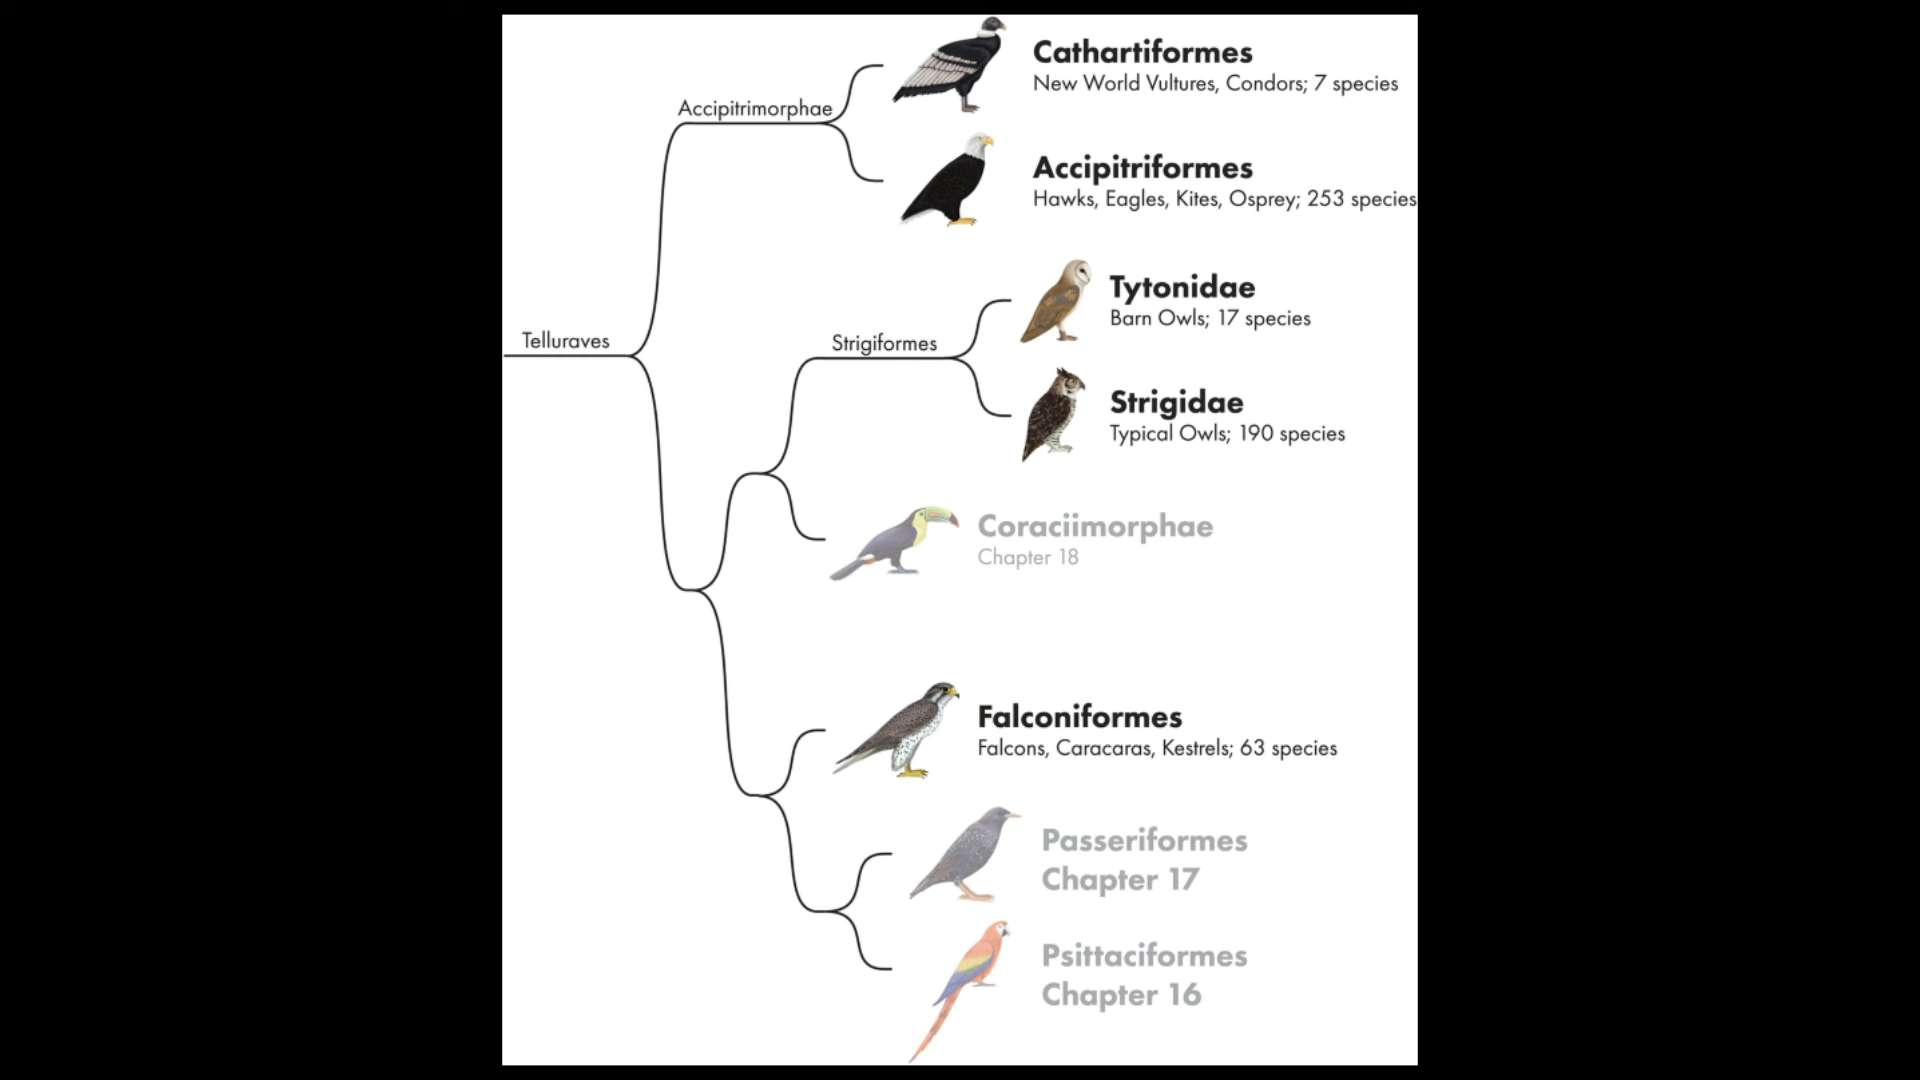 Cathartiformes
New World Vultures, Condors; 7 species
Accipitrimorphae
Accipitriformes
Hawks, Eagles, Kites, Osprey; 253 species
Tytonidae
Barn Owls; 17 species
Telluraves
Strigiformes
Strigidae
Typical Owls; 190 species
Coraciimorphae
Chapter 18
Falconiformes
Falcons, Caracaras, Kestrels; 63 species
Passeriformes
Chapter 17
Psittaciformes
Chapter 16